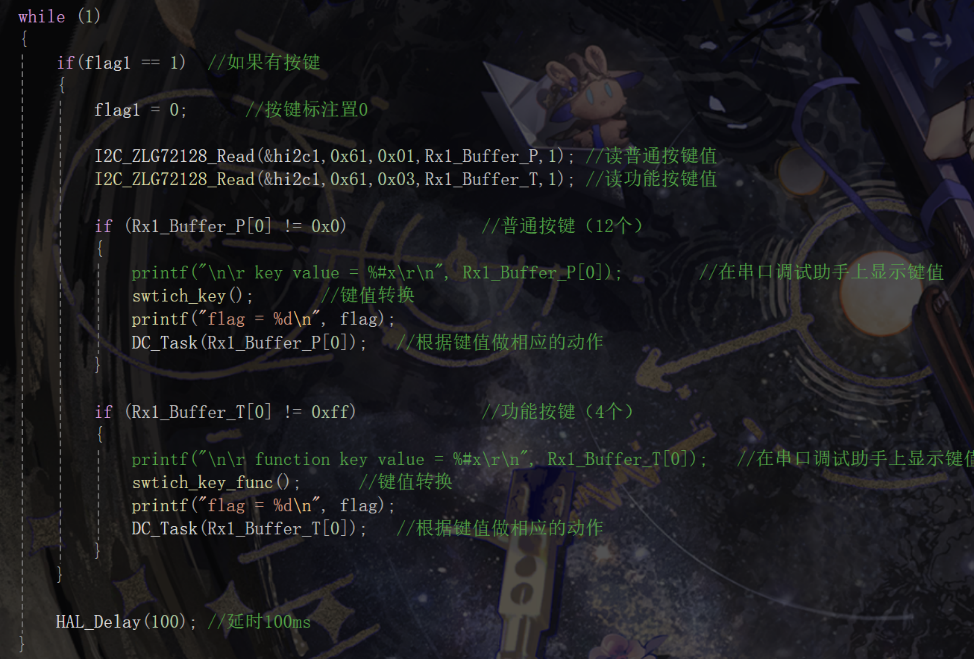 while (1)
{
if(flag1 == 1) //如果有按键
{
flag1 = 0; //按键标注置0
I2C_ZLG72128_Read(&hi2c1,0x61,0x01,Rx1_Buffer_P,1); //读普通按键值
I2C_ZLG72128_Read(&hi2c1,0x61,0x03,Rx1_Buffer_T,1); //读功能按键值
if (Rx1_Buffer_P[0] != 0x0) //普通按键（12个）
{
printf("\n\r key value = %#x\r\n", Rx1_Buffer_P[0]); //在串口调试助手上显示键值
swtich_key(); //键值转换
printf("flag = %d\n", flag);
DC_Task(Rx1_Buffer_P[0]); //根据键值做相应的动作
}
if (Rx1_Buffer_T[0] != 0xff) //功能按键（4个）
{
printf("\n\r function key value = %#x\r\n", Rx1_Buffer_T[0]); //在串口调试助手上显示键值
swtich_key_func(); //键值转换
printf("flag = %d\n", flag);
DC_Task(Rx1_Buffer_T[0]); //根据键值做相应的动作
}
}
HAL_Delay(100); //延时100ms
}